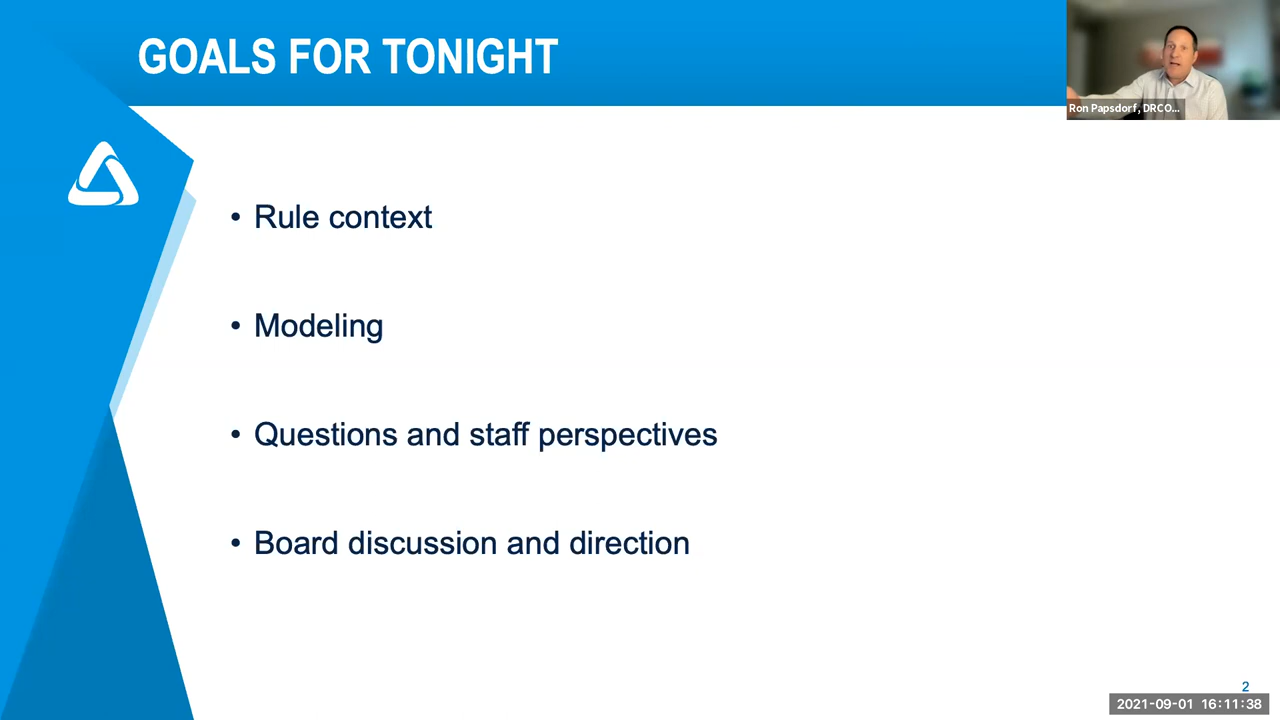 GOALS FOR TONIGHT
Ron Papsdorf, DRCO...
• Rule context
• Modeling
• Questions and staff perspectives
• Board discussion and direction
2
2021-09-01 16:11:38